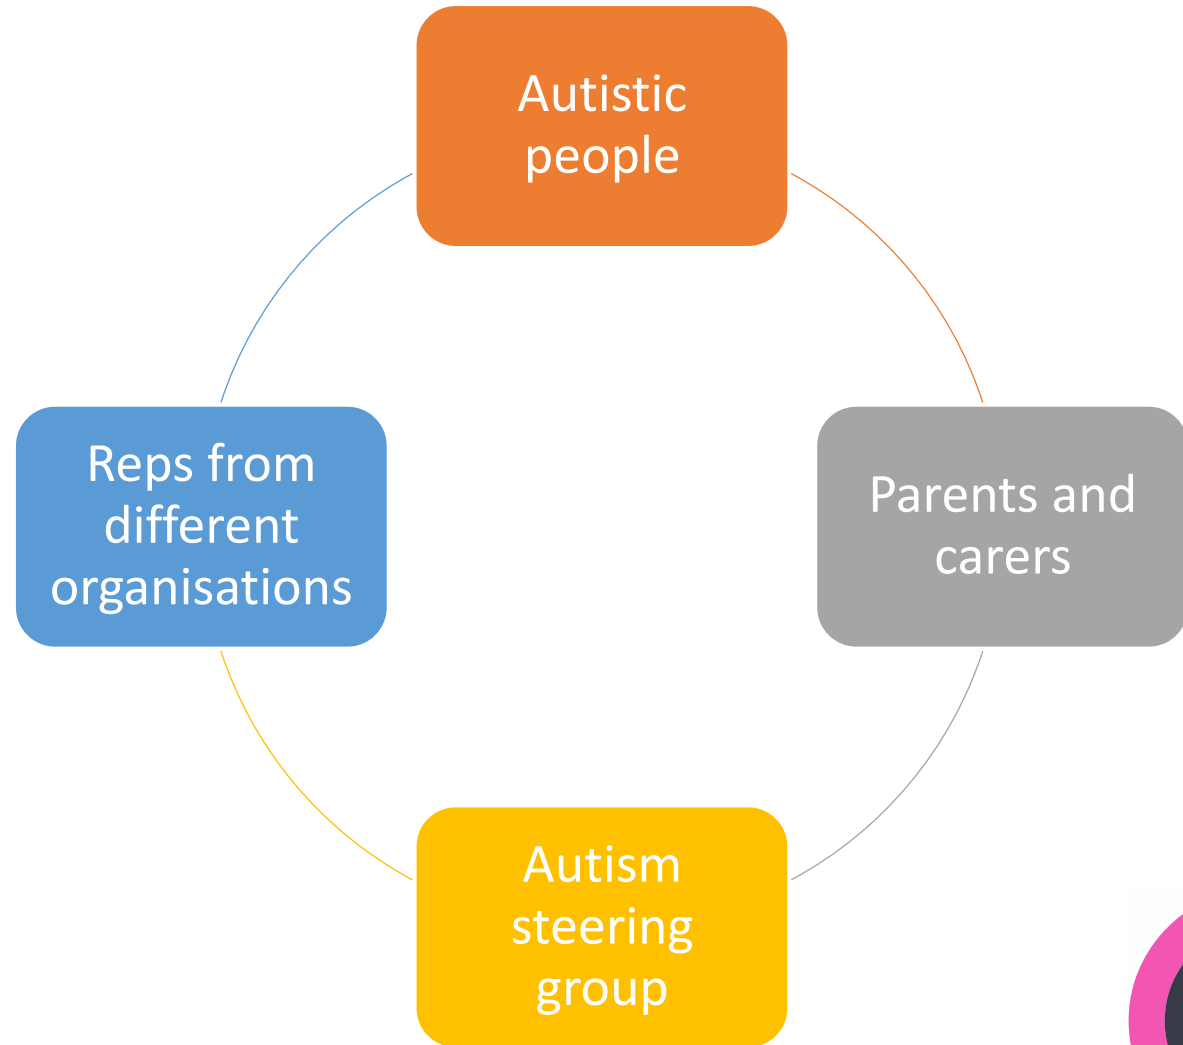 Autistic
people
Reps from
different
organisations
Parents and
carers
Autism
steering
group